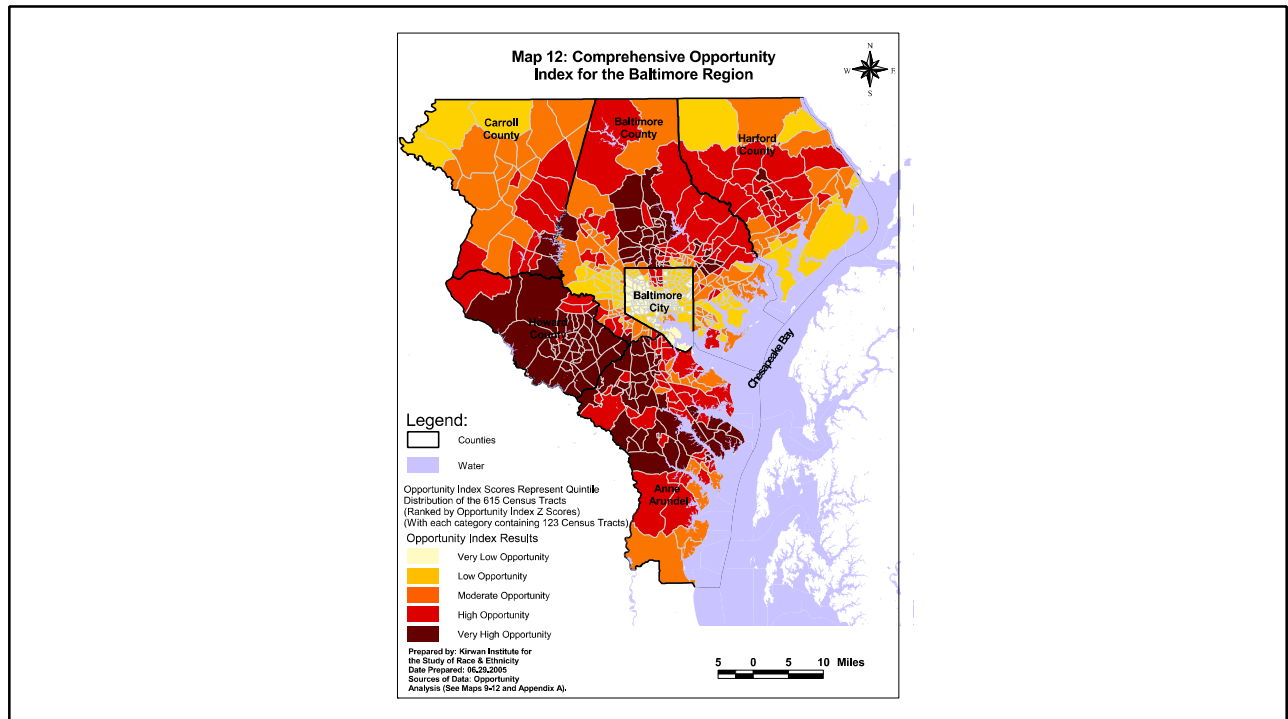 Map 12: Comprehensive Opportunity
Index for the Baltimore Region
N
W
E
S
Carroll
County
Baltimore
County
Harford
County
Baltimore
City
Howard
County
Chesapeake Bay
Anne
Arundel
Legend:
Counties
Water
Opportunity Index Scores Represent Quintile
Distribution of the 615 Census Tracts
(Ranked by Opportunity Index Z Scores)
(With each category containing 123 Census Tracts)
Opportunity Index Results
Very Low Opportunity
Low Opportunity
Moderate Opportunity
High Opportunity
Very High Opportunity
Prepared by: Kirwan Institute for
the Study of Race & Ethnicity
Date Prepared: 06.29.2005
Sources of Data: Opportunity
Analysis (See Maps 9-12 and Appendix A).
5 0 5 10 Miles